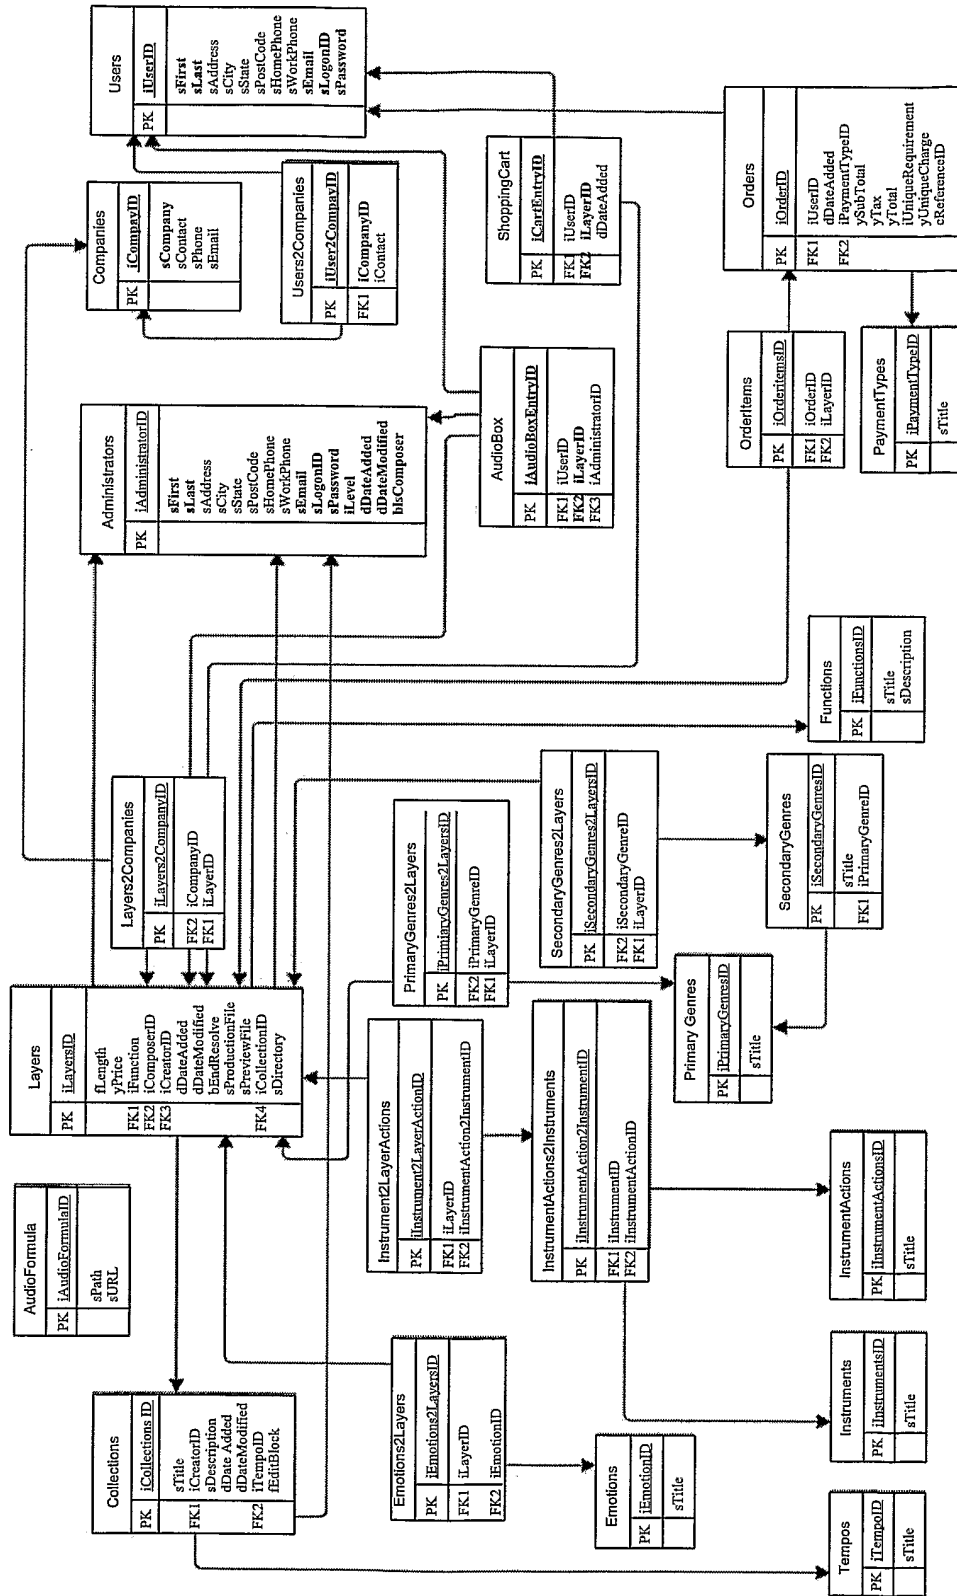 Collections
PK iCollections ID
sTitle
FK1 iCreatorID
sDescription
dDate Added
dDateModified
FK2 iTempoID
fEditBlock
AudioFormula
PK iAudioFormulaID
sPath
sURL
Layers
PK iLayersID
fLength
yPrice
FK1 iFunction
FK2 iComposerID
FK3 iCreatorID
dDateAdded
dDateModified
bEndResolve
sProductionFile
sPreviewFile
FK4 iCollectionID
sDirectory
Layers2Companies
PK iLayers2CompanyID
FK2 iCompanyID
FK1 iLayerID
Administrators
PK iAdministratorID
sFirst
sLast
sAddress
sCity
sState
sPostCode
sHomePhone
sWorkPhone
sEmail
sLogonID
sPassword
iLevel
dDateAdded
dDateModified
bIsComposer
Companies
PK iCompayID
sCompany
sContact
sPhone
sEmail
Users
PK iUserID
sFirst
sLast
sAddress
sCity
sState
sPostCode
sHomePhone
sWorkPhone
sEmail
sLogonID
sPassword
Users2Companies
PK iUser2CompayID
FK1 iCompanyID
iContact
Emotions2Layers
PK iEmotions2LayersID
FK1 iLayerID
FK2 iEmotionID
Instrument2LayerActions
PK iInstrument2LayerActionID
FK1 iLayerID
FK2 iInstrumentAction2InstrumentID
PrimaryGenres2Layers
PK iPrimiaryGenres2LayersID
FK2 iPrimaryGenreID
FK1 iLayerID
SecondaryGenres2Layers
PK iSecondaryGenres2LayersID
FK2 iSecondaryGenreID
FK1 iLayerID
AudioBox
PK iAudioBoxEntryID
FK1 iUserID
FK2 iLayerID
FK3 iAdministratorID
ShoppingCart
PK iCartEntryID
FK1 iUserID
FK2 iLayerID
dDateAdded
Emotions
PK iEmotionID
sTitle
InstrumentActions2Instruments
PK iInstrumentAction2InstrumentID
FK1 iInstrumentID
FK2 iInstrumentActionID
Primary Genres
PK iPrimaryGenresID
sTitle
SecondaryGenres
PK iSecondaryGenresID
sTitle
FK1 iPrimaryGenreID
Functions
PK iFunctionsID
sTitle
sDescription
OrderItems
PK iOrderitemsID
FK1 iOrderID
FK2 iLayerID
Orders
PK iOrderID
FK1 iUserID
dDateAdded
FK2 iPaymentTypeID
ySubTotal
yTax
yTotal
iUniqueRequirement
yUniqueCharge
cReferenceID
Tempos
PK iTempoID
sTitle
Instruments
PK iInstrumentsID
sTitle
InstrumentActions
PK iInstrumentActionsID
sTitle
PaymentTypes
PK iPaymentTypeID
sTitle